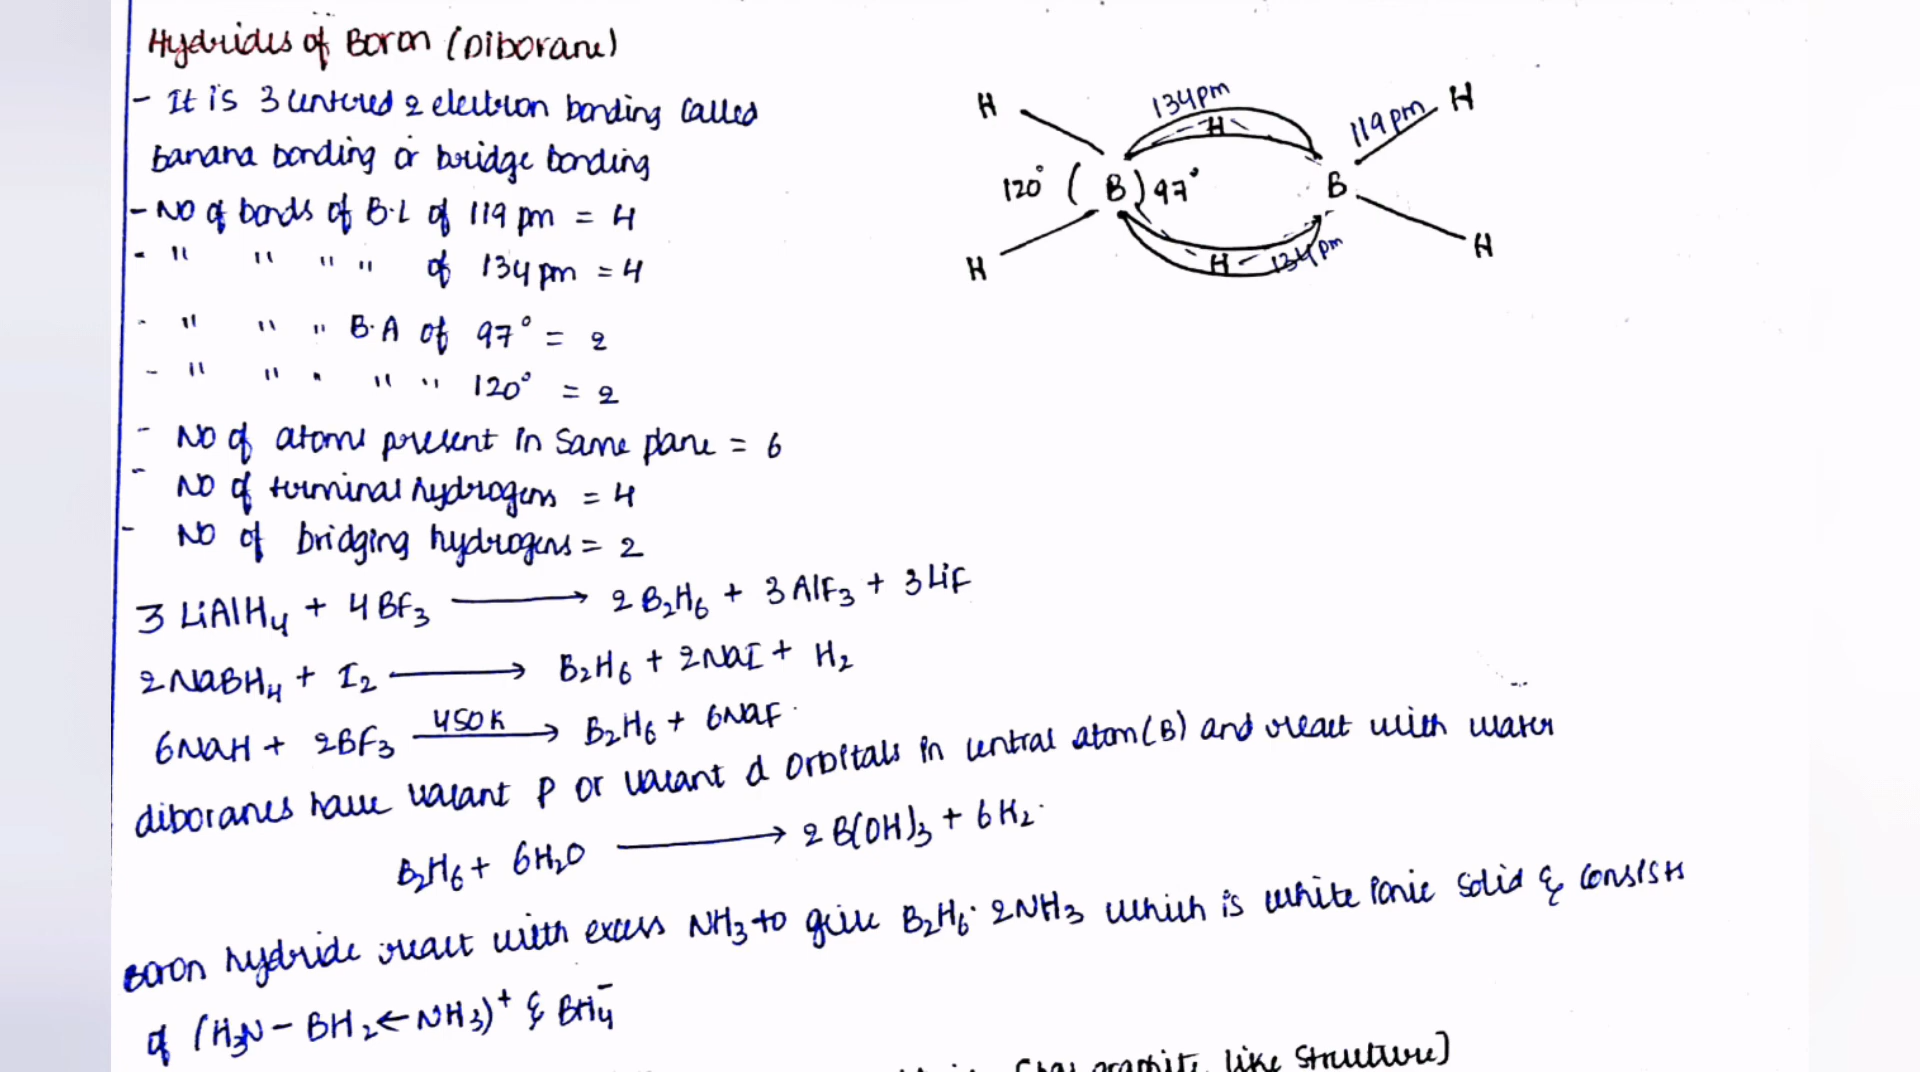 Hydrides of Boron (Diborane)
- It is 3 centered 2 electron bonding called
banana bonding or bridge bonding
- No of bonds of B.L of 119 pm = 4
- " " " " of 134 pm = 4
- " " " B.A of 97° = 2
- " " " " " 120° = 2
- No of atoms present in same plane = 6
- No of terminal hydrogens = 4
- No of bridging hydrogens = 2
H 134pm H 119pm H
120° ( B ) 97° B
H H 134pm H
3 LiAlH₄ + 4BF₃ ⟶ 2 B₂H₆ + 3 AlF₃ + 3 LiF
2 NaBH₄ + I₂ ⟶ B₂H₆ + 2NaI + H₂
6NaH + 2BF₃ ⟶ 450K B₂H₆ + 6NaF
diboranes have vacant p or vacant d orbitals in central atom (B) and react with water
B₂H₆ + 6H₂O ⟶ 2 B(OH)₃ + 6H₂
Boron hydride react with excess NH₃ to give B₂H₆·2NH₃ which is white ionic solid & consists
of (H₃N - BH₂ ← NH₃)⁺ & BH₄⁻
like structure]